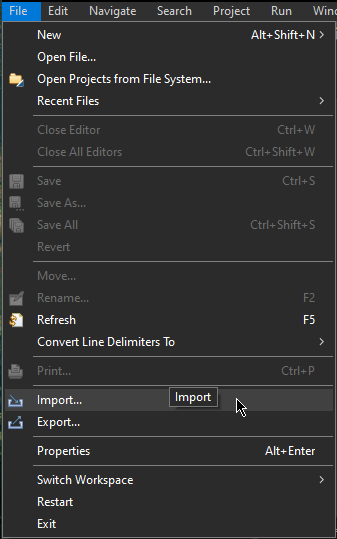 File Edit Navigate Search Project Run Wind
New Alt+Shift+N
Open File...
Open Projects from File System...
Recent Files
Close Editor Ctrl+W
Close All Editors Ctrl+Shift+W
Save Ctrl+S
Save As...
Save All Ctrl+Shift+S
Revert
Move...
Rename... F2
Refresh F5
Convert Line Delimiters To
Print... Ctrl+P
Import... Import
Export...
Properties Alt+Enter
Switch Workspace
Restart
Exit